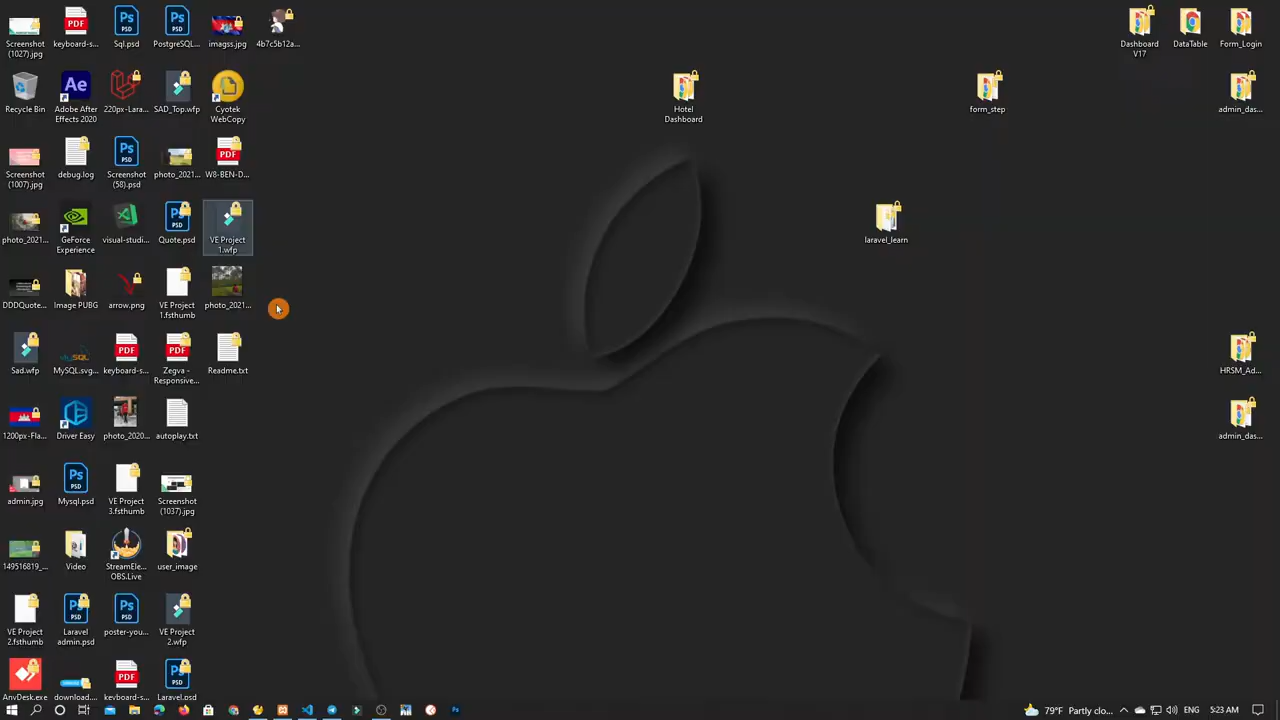 Screenshot
(1027).jpg
keyboard-s...
Sql.psd
PostgreSQL...
imagss.jpg
4b7c5b12a...
Dashboard
V17
DataTable
Form_Login
Recycle Bin
Adobe After
Effects 2020
220px-Lara...
SAD_Top.wfp
Cyotek
WebCopy
Hotel
Dashboard
form_step
admin_das...
Screenshot
(1007).jpg
debug.log
Screenshot
(58).psd
photo_2021...
W8-BEN-D...
photo_2021...
GeForce
Experience
visual-studi...
Quote.psd
VE Project
1.wfp
laravel_learn
DDDQuote...
Image PUBG
arrow.png
VE Project
1.fsthumb
photo_2021...
Sad.wfp
MySQL.svg...
keyboard-s...
Zegva -
Responsive...
Readme.txt
HRSM_Ad...
1200px-Fla...
Driver Easy
photo_2020...
autoplay.txt
admin_das...
admin.jpg
Mysql.psd
VE Project
3.fsthumb
Screenshot
(1037).jpg
149516819_...
Video
StreamEle...
OBS.Live
user_image
VE Project
2.fsthumb
Laravel
admin.psd
poster-you...
VE Project
2.wfp
AnyDesk.exe
download....
keyboard-s...
Laravel.psd
79°F Partly clo...
ENG
5:23 AM